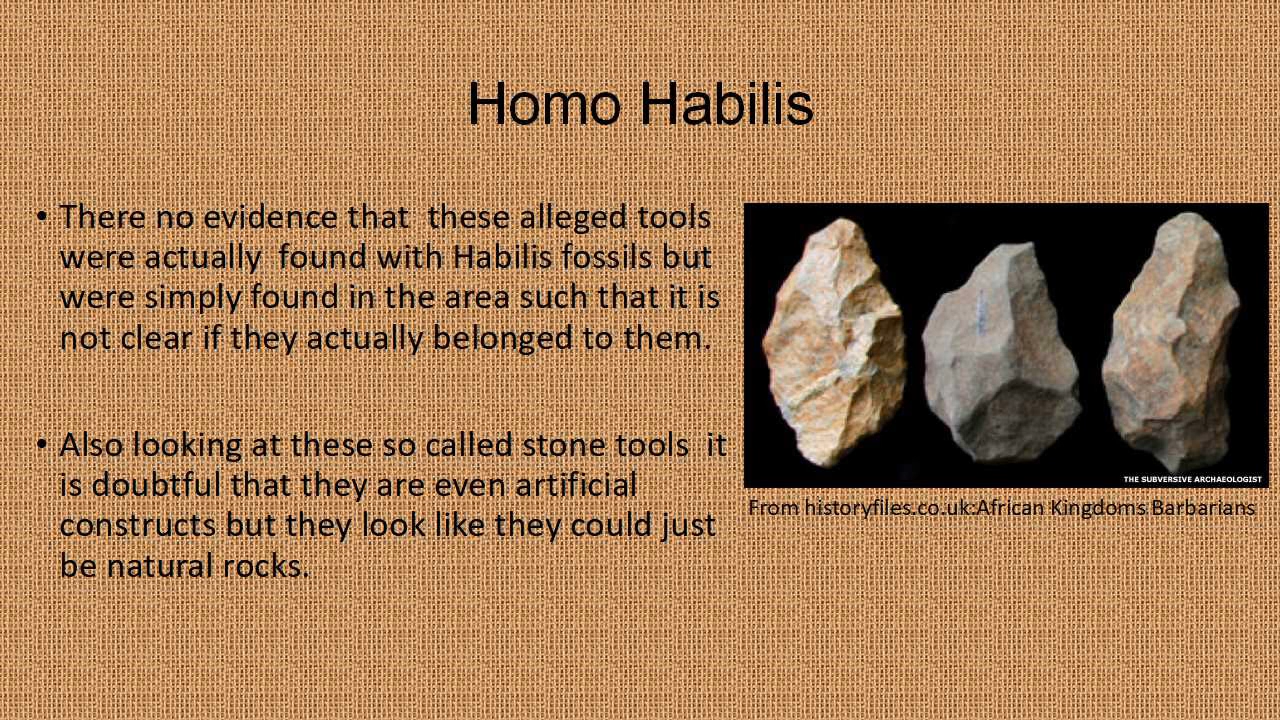 Homo Habilis
• There no evidence that  these alleged tools
were actually  found with Habilis fossils but
were simply found in the area such that it is
not clear if they actually belonged to them.
• Also looking at these so called stone tools  it
is doubtful that they are even artificial
constructs but they look like they could just
be natural rocks.
THE SUBVERSIVE ARCHAEOLOGIST
From historyfiles.co.uk:African Kingdoms Barbarians